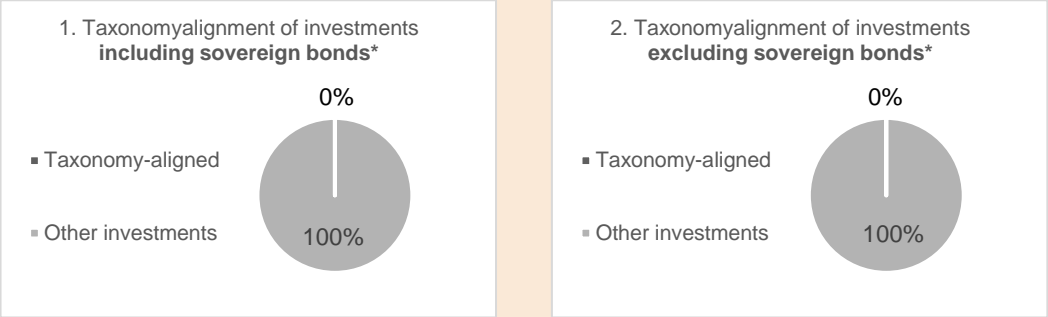 1. Taxonomyalignment of investments
including sovereign bonds*
0%
Taxonomy-aligned
Other investments
100%
2. Taxonomyalignment of investments
excluding sovereign bonds*
0%
Taxonomy-aligned
Other investments
100%